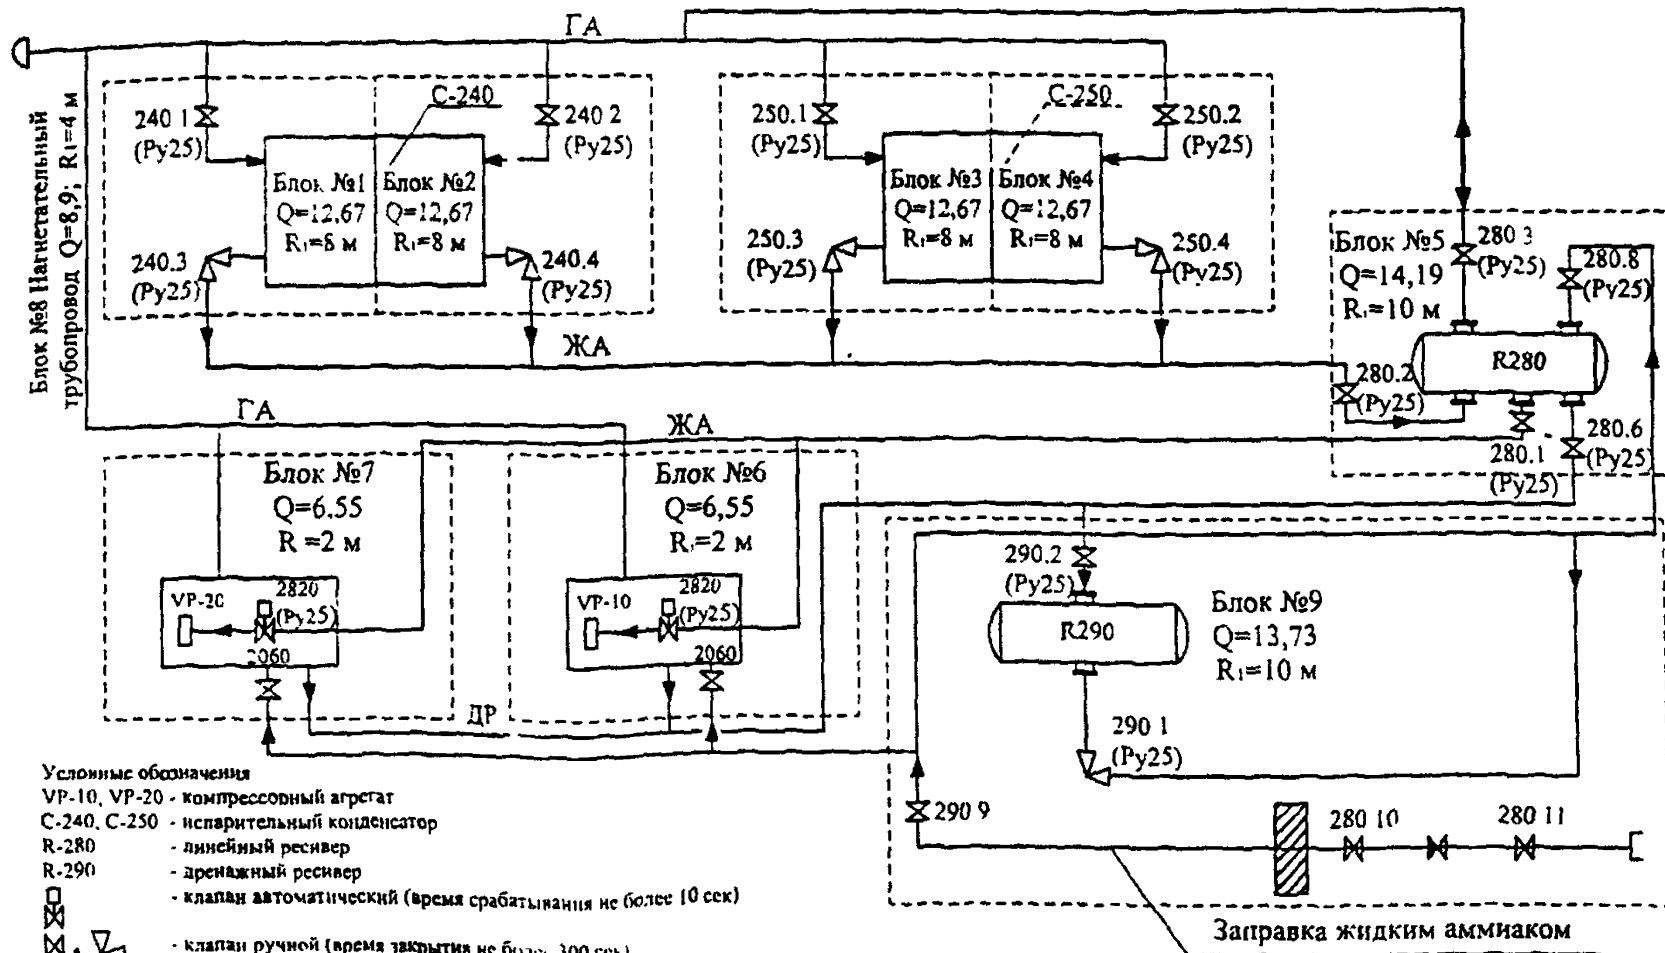 ГА
Блок №8 Нагнетательный
трубопровод Q=8,9; R₁=4 м
240 1
(Ру25)
С-240
240 2
(Ру25)
250.1
(Ру25)
С-250
250.2
(Ру25)
Блок №1
Q=12,67
R₁=8 м
Блок №2
Q=12,67
R₁=8 м
Блок №3
Q=12,67
R₁=8 м
Блок №4
Q=12,67
R₁=8 м
240.3
(Ру25)
240.4
(Ру25)
250.3
(Ру25)
250.4
(Ру25)
Блок №5
Q=14,19
R₁=10 м
280 3
(Ру25)
280.8
(Ру25)
R280
ЖА
280.2
(Ру25)
280.1
(Ру25)
280.6
(Ру25)
ГА
ЖА
Блок №7
Q=6.55
R =2 м
Блок №6
Q=6,55
R₁=2 м
VP-20
2820
(Ру25)
2060
VP-10
2820
(Ру25)
2060
290.2
(Ру25)
R290
Блок №9
Q=13,73
R₁=10 м
290 1
(Ру25)
ДР
290 9
280 10
280 11
Заправка жидким аммиаком
Условные обозначения
VP-10, VP-20 - компрессорный агрегат
С-240, С-250 - испарительный конденсатор
R-280 - линейный ресивер
R-290 - дренажный ресивер
- клапан автоматический (время срабатывания не более 10 сек)
- клапан ручной (время закрытия не более 300 сек)